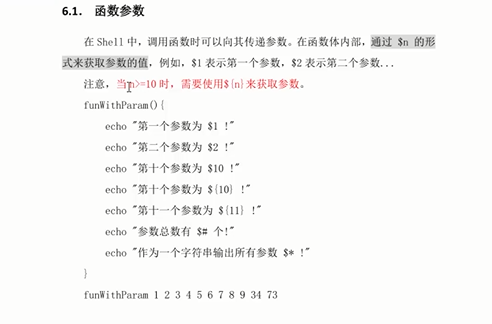 6.1. 函数参数
在 Shell 中，调用函数时可以向其传递参数。在函数体内部，通过 $n 的形
式来获取参数的值，例如，$1 表示第一个参数，$2 表示第二个参数...
注意，当 n>=10 时，需要使用${n}来获取参数。
funWithParam(){
echo "第一个参数为 $1 !"
echo "第二个参数为 $2 !"
echo "第十个参数为 $10 !"
echo "第十个参数为 ${10} !"
echo "第十一个参数为 ${11} !"
echo "参数总数有 $# 个!"
echo "作为一个字符串输出所有参数 $* !"
}
funWithParam 1 2 3 4 5 6 7 8 9 34 73